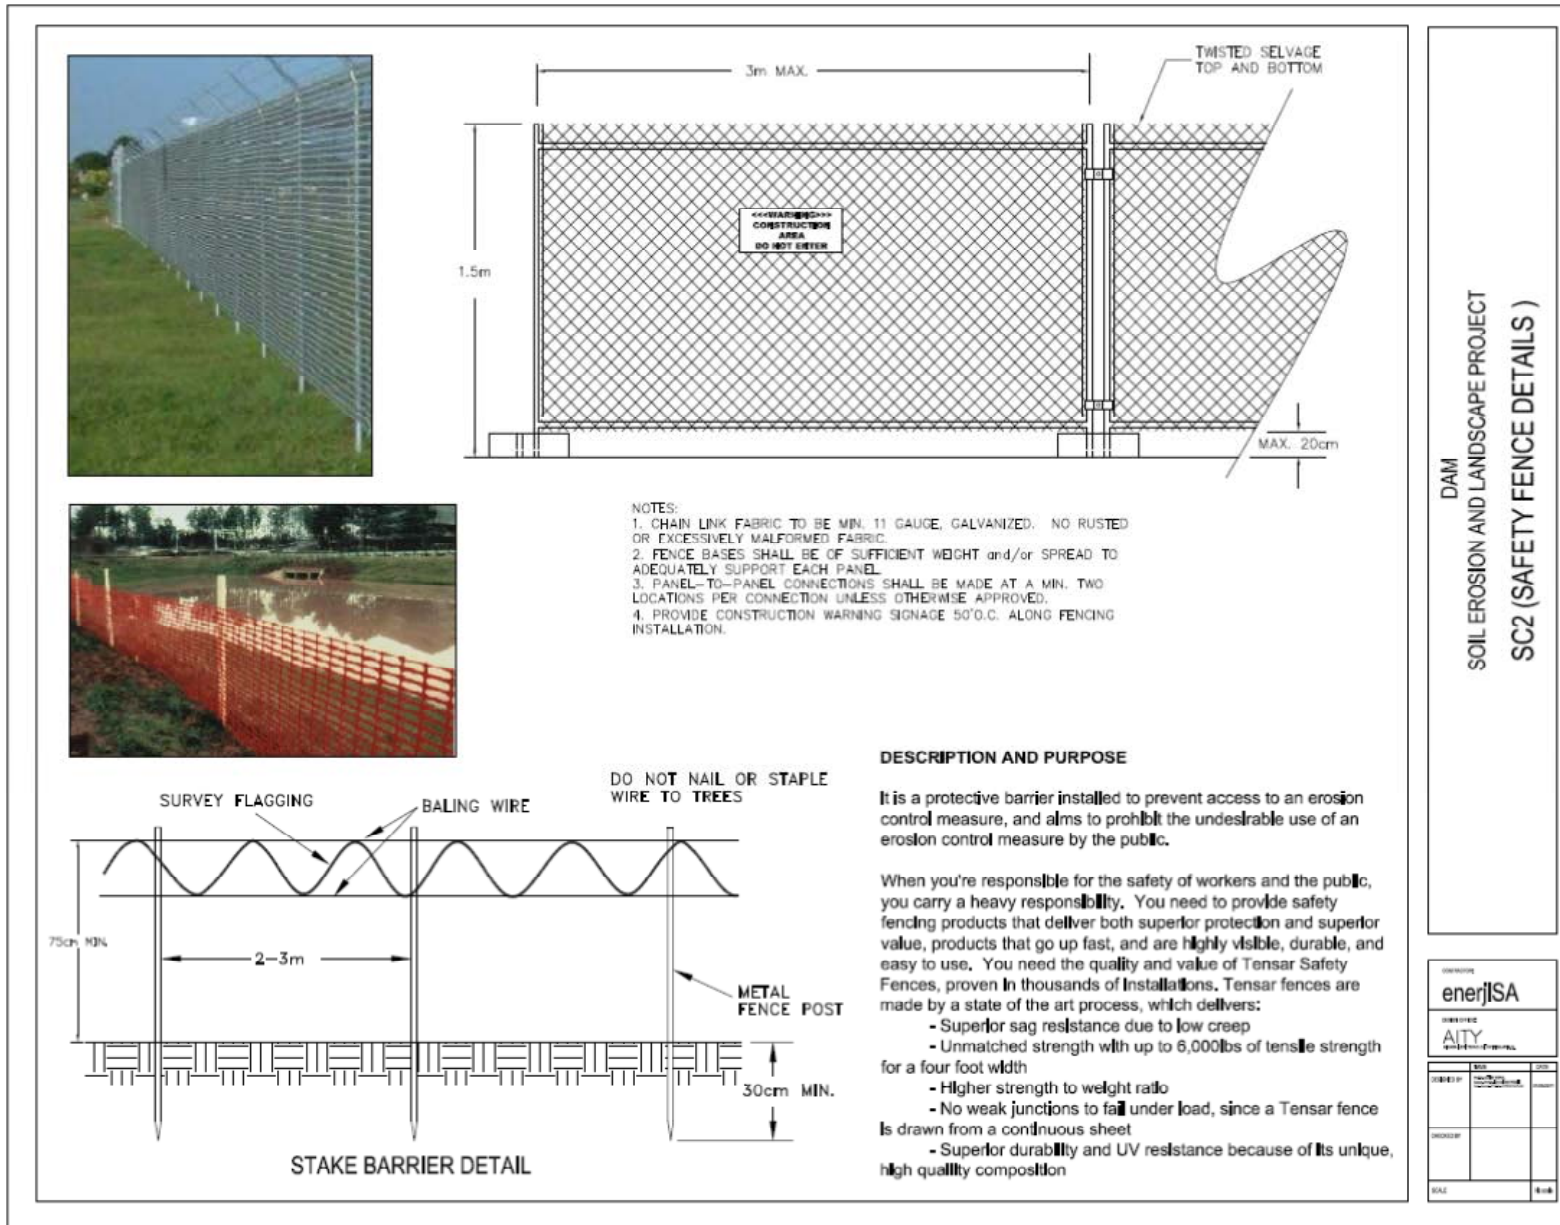 3m MAX.
TWISTED SELVAGE
TOP AND BOTTOM
1.5m
<<<WARNING>>>
CONSTRUCTION
AREA
DO NOT ENTER
MAX. 20cm
NOTES:
1. CHAIN LINK FABRIC TO BE MIN. 11 GAUGE, GALVANIZED. NO RUSTED
OR EXCESSIVELY MALFORMED FABRIC.
2. FENCE BASES SHALL BE OF SUFFICIENT WEIGHT and/or SPREAD TO
ADEQUATELY SUPPORT EACH PANEL
3. PANEL-TO-PANEL CONNECTIONS SHALL BE MADE AT A MIN. TWO
LOCATIONS PER CONNECTION UNLESS OTHERWISE APPROVED.
4. PROVIDE CONSTRUCTION WARNING SIGNAGE 50'O.C. ALONG FENCING
INSTALLATION.
DO NOT NAIL OR STAPLE
WIRE TO TREES
SURVEY FLAGGING
BALING WIRE
75cm MIN.
2-3m
METAL
FENCE POST
30cm MIN.
STAKE BARRIER DETAIL
DESCRIPTION AND PURPOSE
It is a protective barrier installed to prevent access to an erosion
control measure, and aims to prohibit the undesirable use of an
erosion control measure by the public.
When you're responsible for the safety of workers and the public,
you carry a heavy responsibility. You need to provide safety
fencing products that deliver both superior protection and superior
value, products that go up fast, and are highly visible, durable, and
easy to use. You need the quality and value of Tensar Safety
Fences, proven in thousands of installations. Tensar fences are
made by a state of the art process, which delivers:
- Superior sag resistance due to low creep
- Unmatched strength with up to 6,000lbs of tensile strength
for a four foot width
- Higher strength to weight ratio
- No weak junctions to fail under load, since a Tensar fence
is drawn from a continuous sheet
- Superior durability and UV resistance because of its unique,
high quallity composition
DAM
SOIL EROSION AND LANDSCAPE PROJECT
SC2 (SAFETY FENCE DETAILS )
enerjISA
AITY
DESIGNED BY
CHECKED BY
SCALE